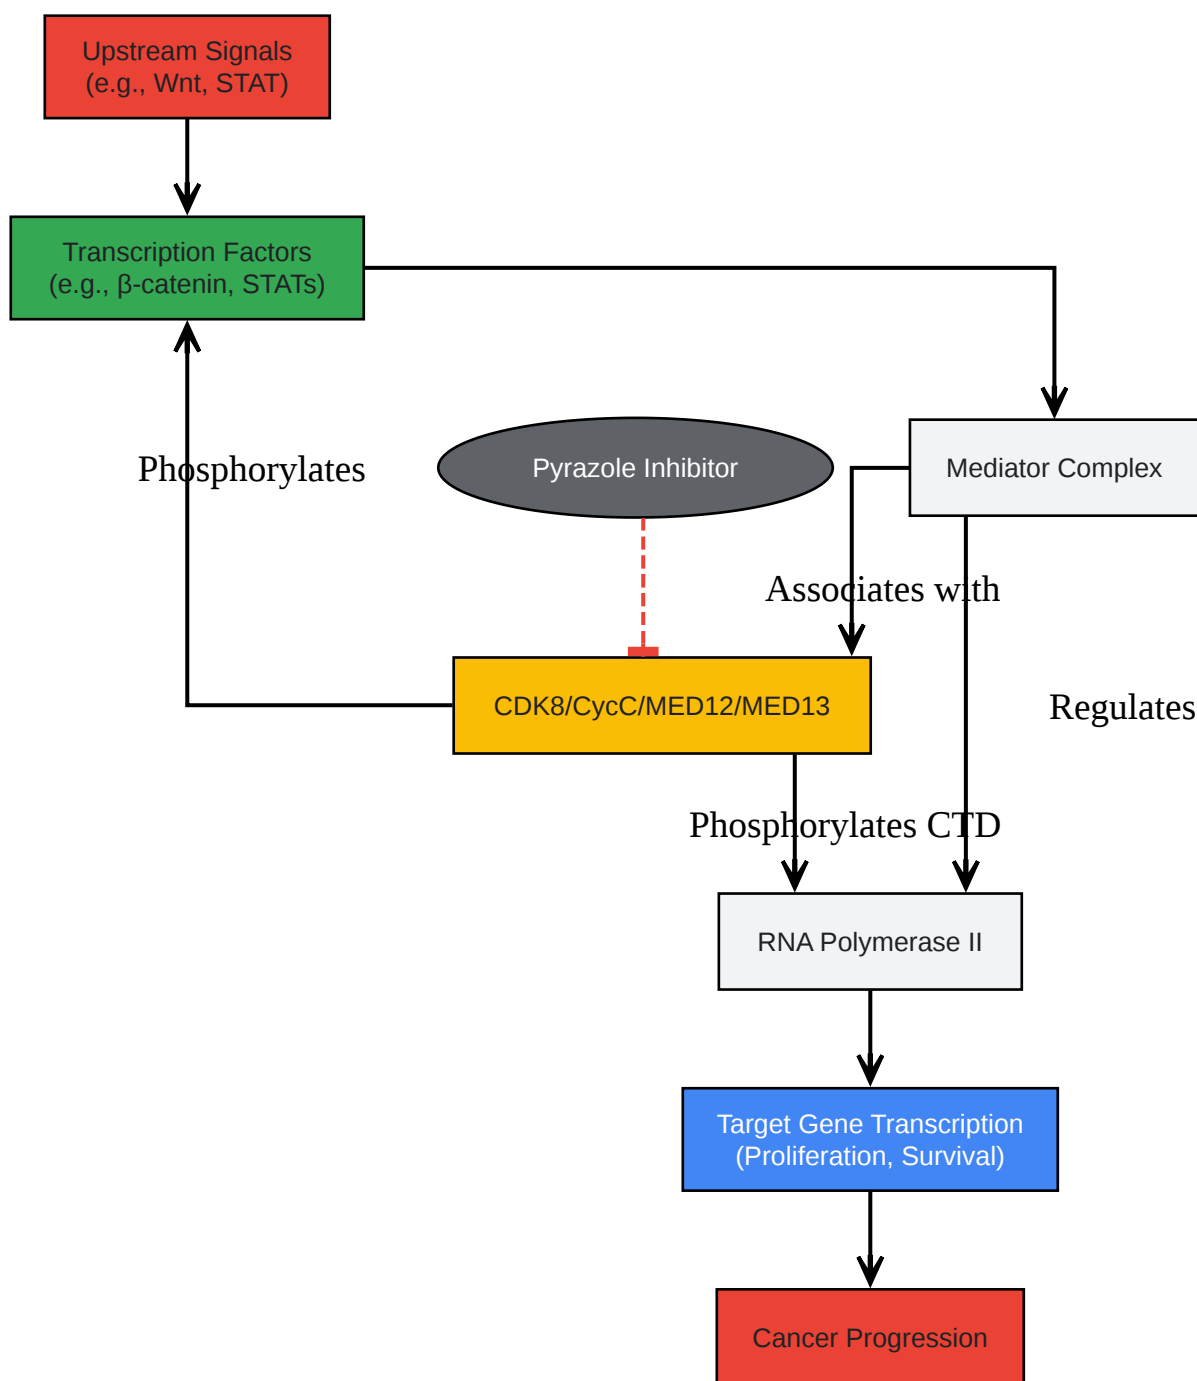 Upstream Signals
(e.g., Wnt, STAT)
Transcription Factors
(e.g., β-catenin, STATs)
Phosphorylates
Pyrazole Inhibitor
Mediator Complex
Associates with
CDK8/CycC/MED12/MED13
Regulates
Phosphorylates CTD
RNA Polymerase II
Target Gene Transcription
(Proliferation, Survival)
Cancer Progression